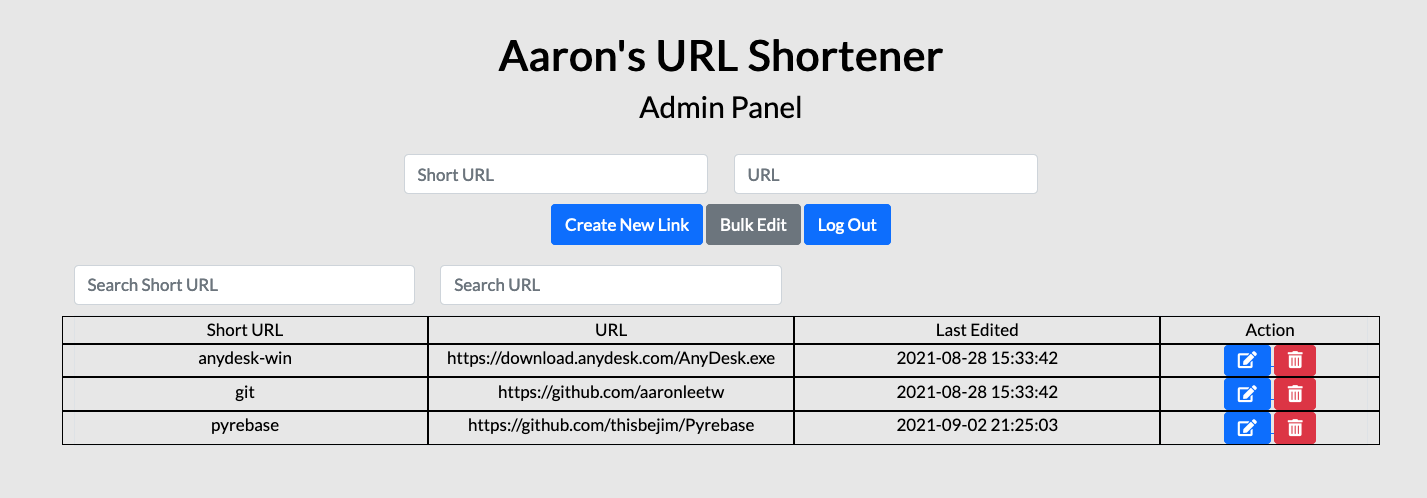 Aaron's URL Shortener
Admin Panel
Short URL URL
Create New Link Bulk Edit Log Out
Search Short URL Search URL
Short URL URL Last Edited Action
anydesk-win https://download.anydesk.com/AnyDesk.exe 2021-08-28 15:33:42
git https://github.com/aaronleetw 2021-08-28 15:33:42
pyrebase https://github.com/thisbejim/Pyrebase 2021-09-02 21:25:03